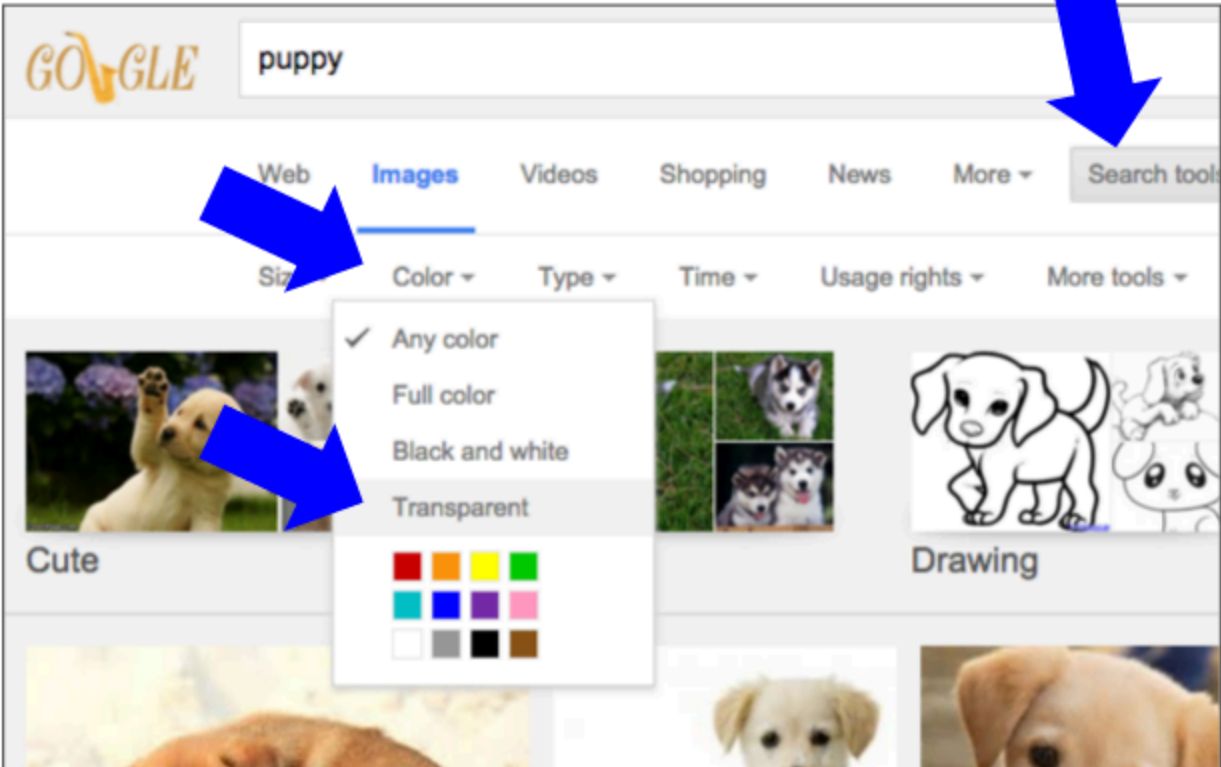 GOOGLE
puppy
Web Images Videos Shopping News More Search tools
Color Type Time Usage rights More tools
Any color
Full color
Black and white
Transparent
Cute
Drawing